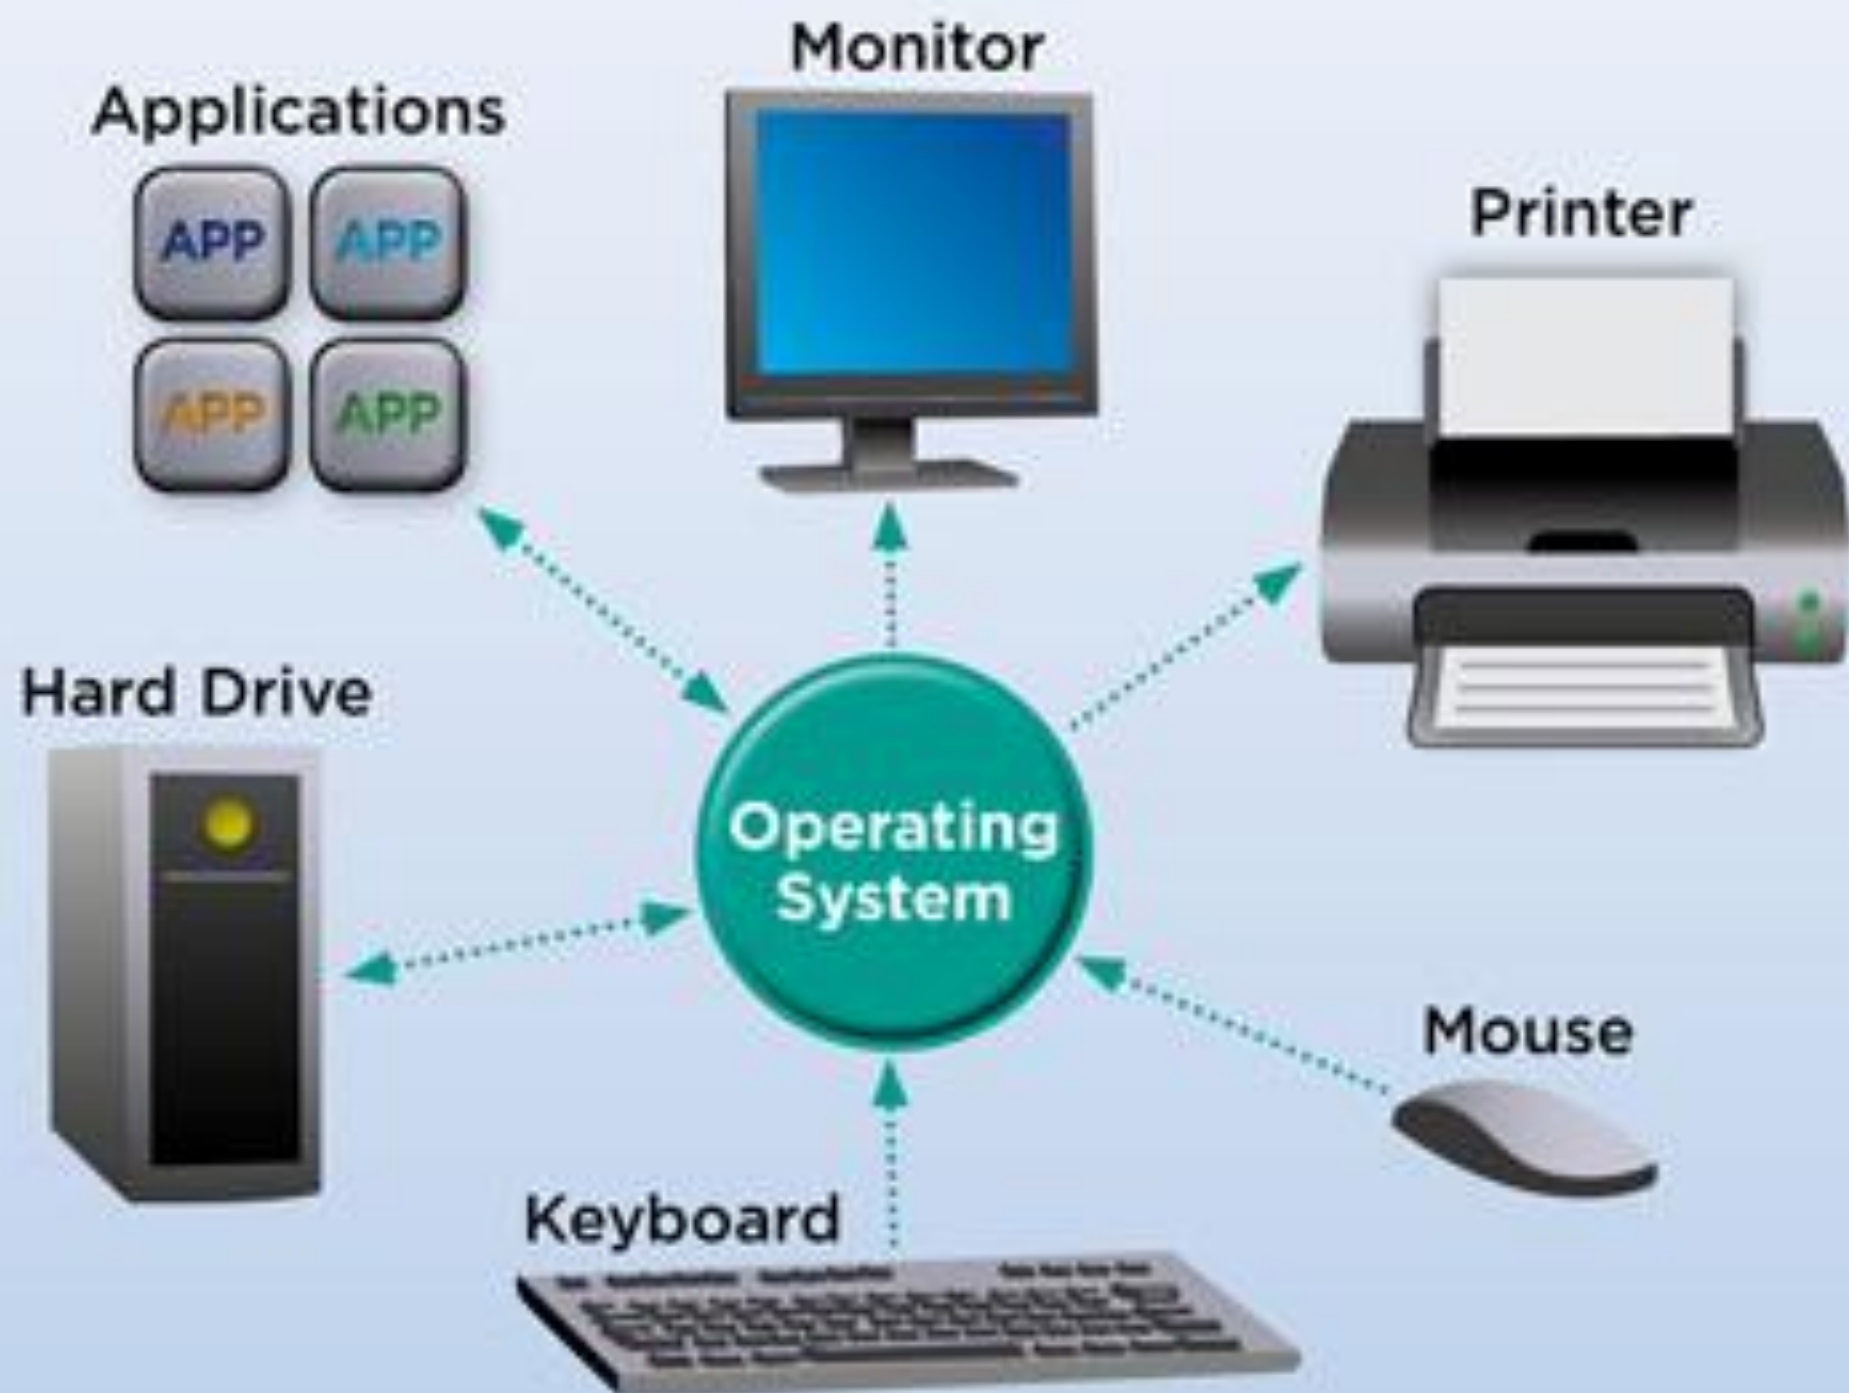 Monitor
Applications
APP APP
APP APP
Printer
Hard Drive
Operating
System
Mouse
Keyboard